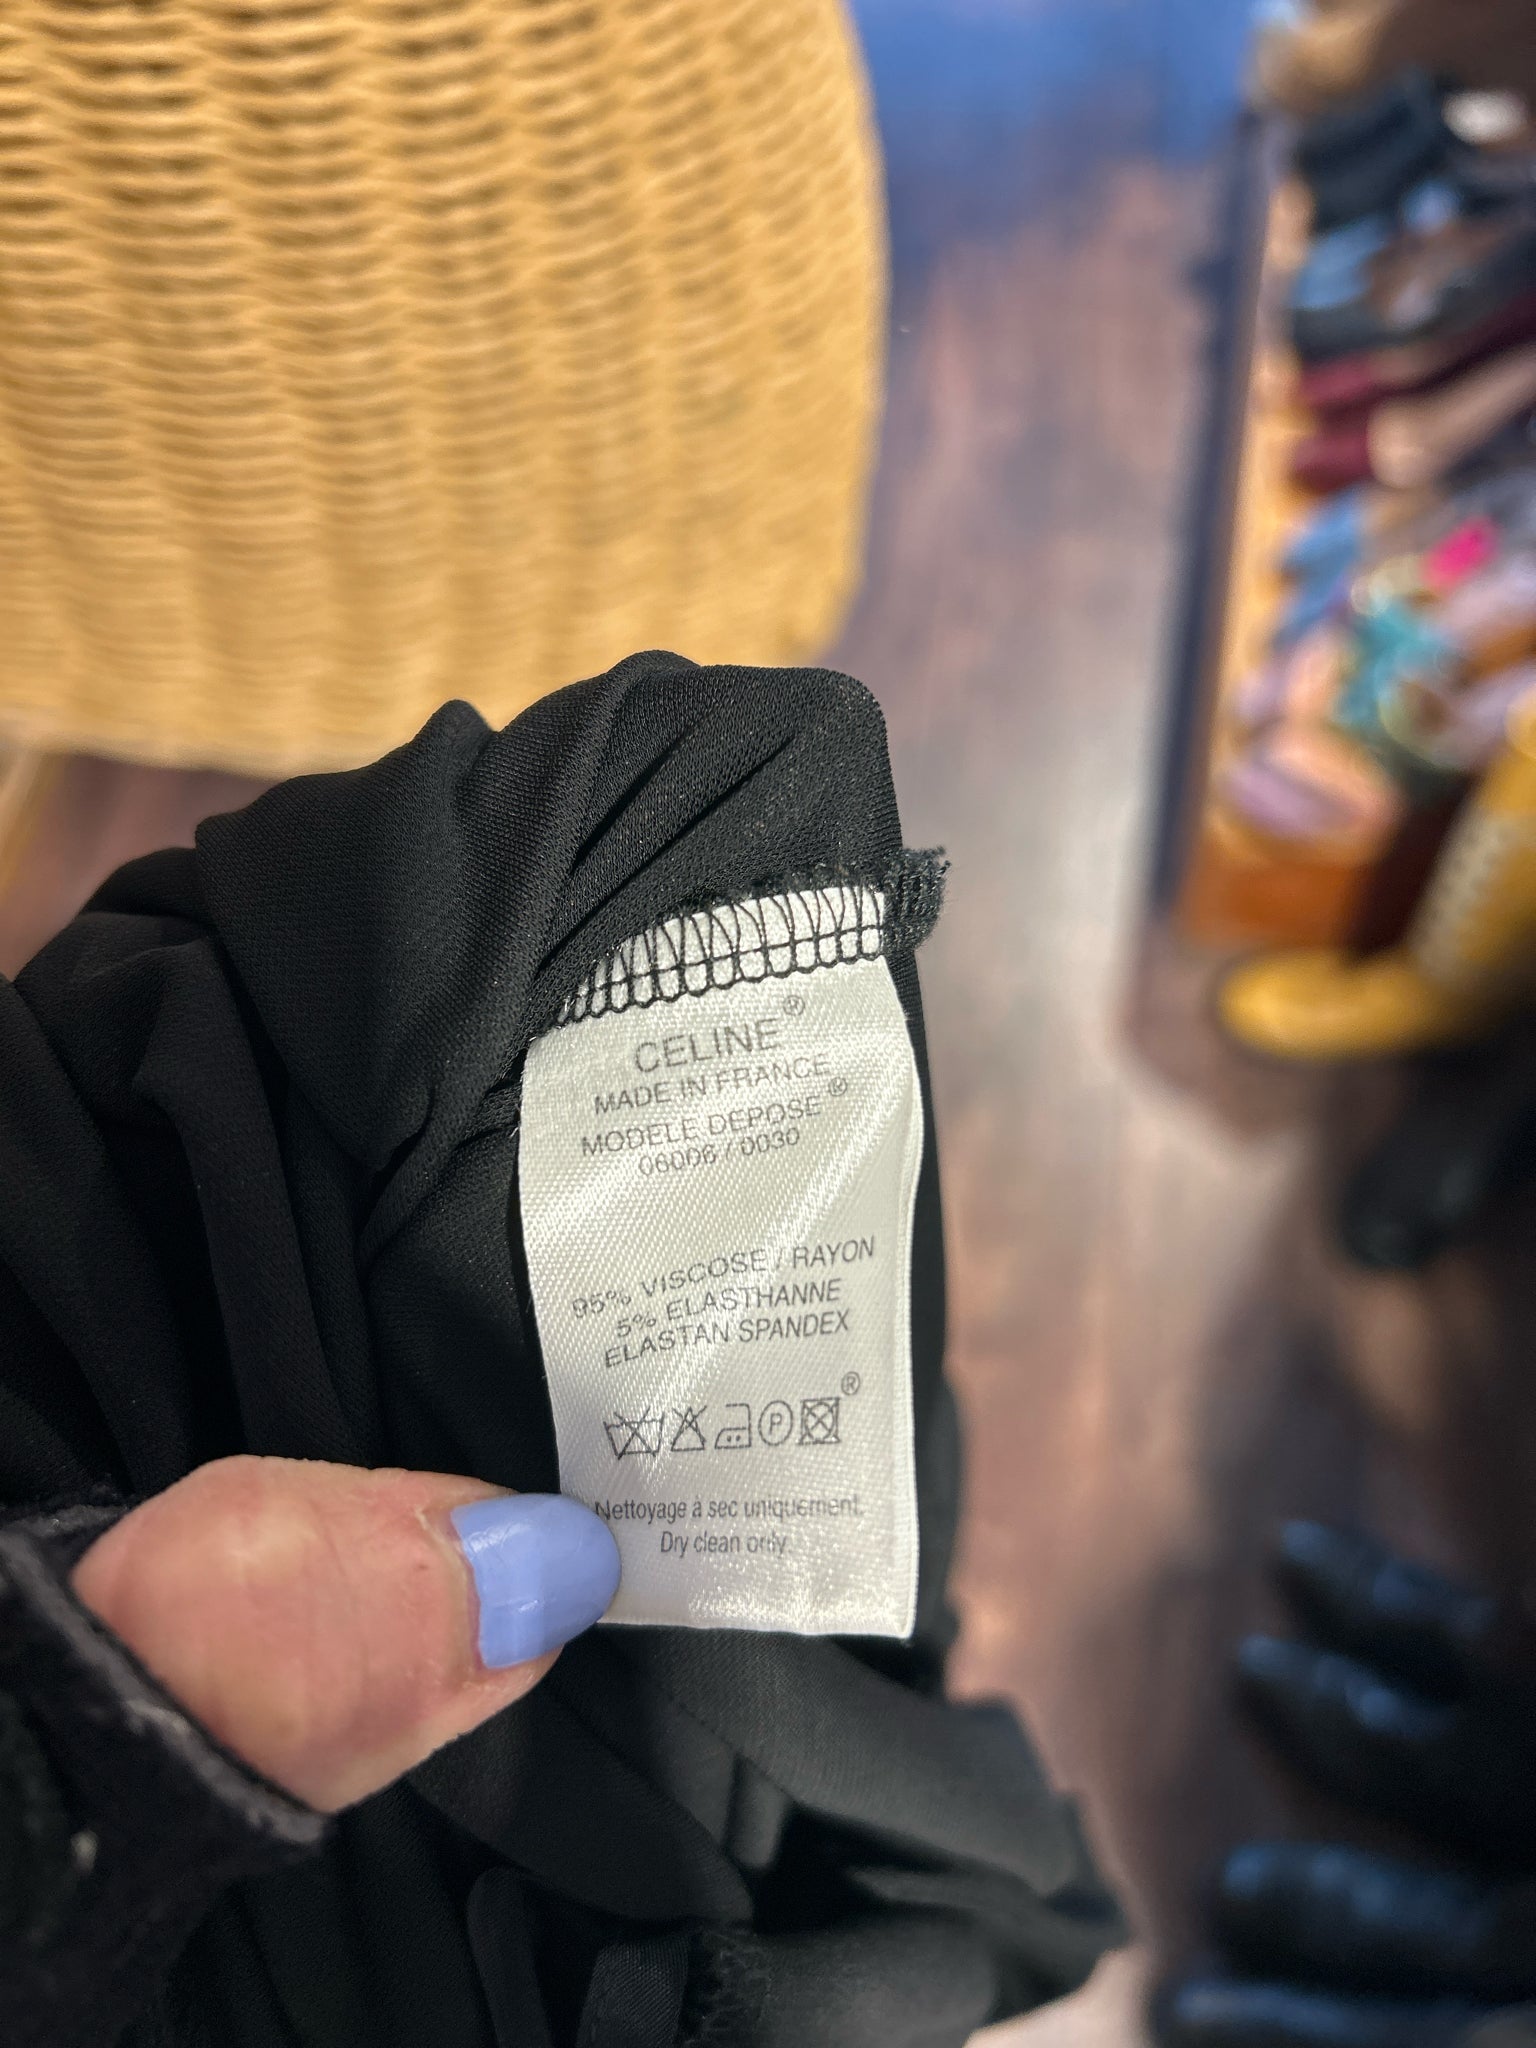 CELINE®
MADE IN FRANCE
MODELE DEPOSE®
06006 / 0030
95% VISCOSE / RAYON
5% ELASTHANNE
ELASTAN SPANDEX
P
®
Nettoyage à sec uniquement.
Dry clean only.